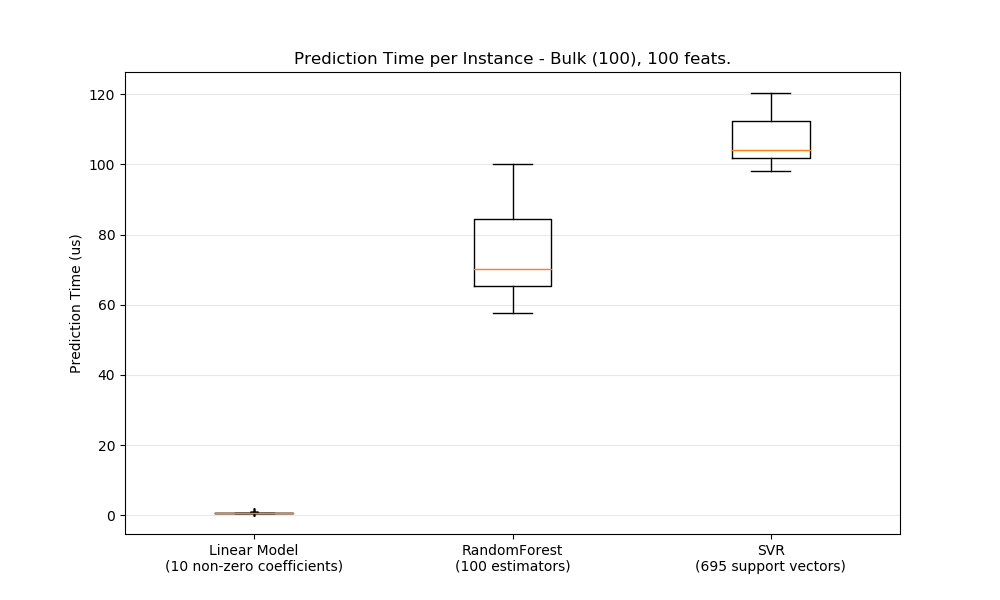 Prediction Time per Instance - Bulk (100), 100 feats.
Prediction Time (us)
120
100
80
60
40
20
0
Linear Model
(10 non-zero coefficients)
RandomForest
(100 estimators)
SVR
(695 support vectors)